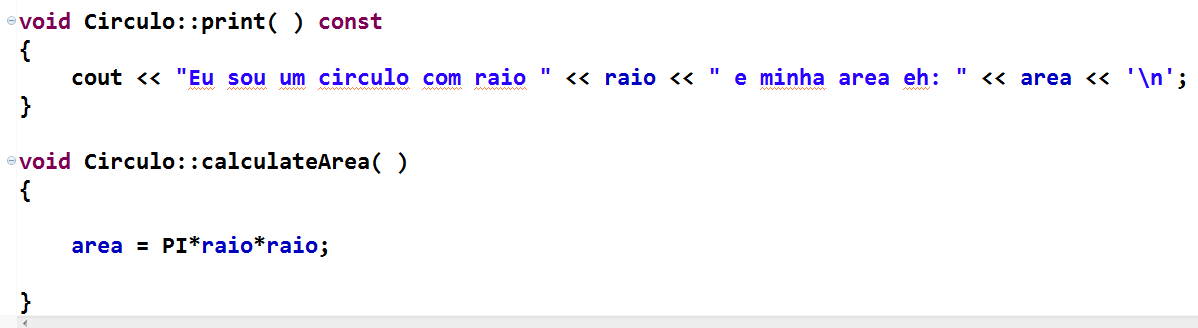 void Circulo::print( ) const
{
cout << "Eu sou um circulo com raio " << raio << " e minha area eh: " << area << '\n';
}
void Circulo::calculateArea( )
{
area = PI*raio*raio;
}